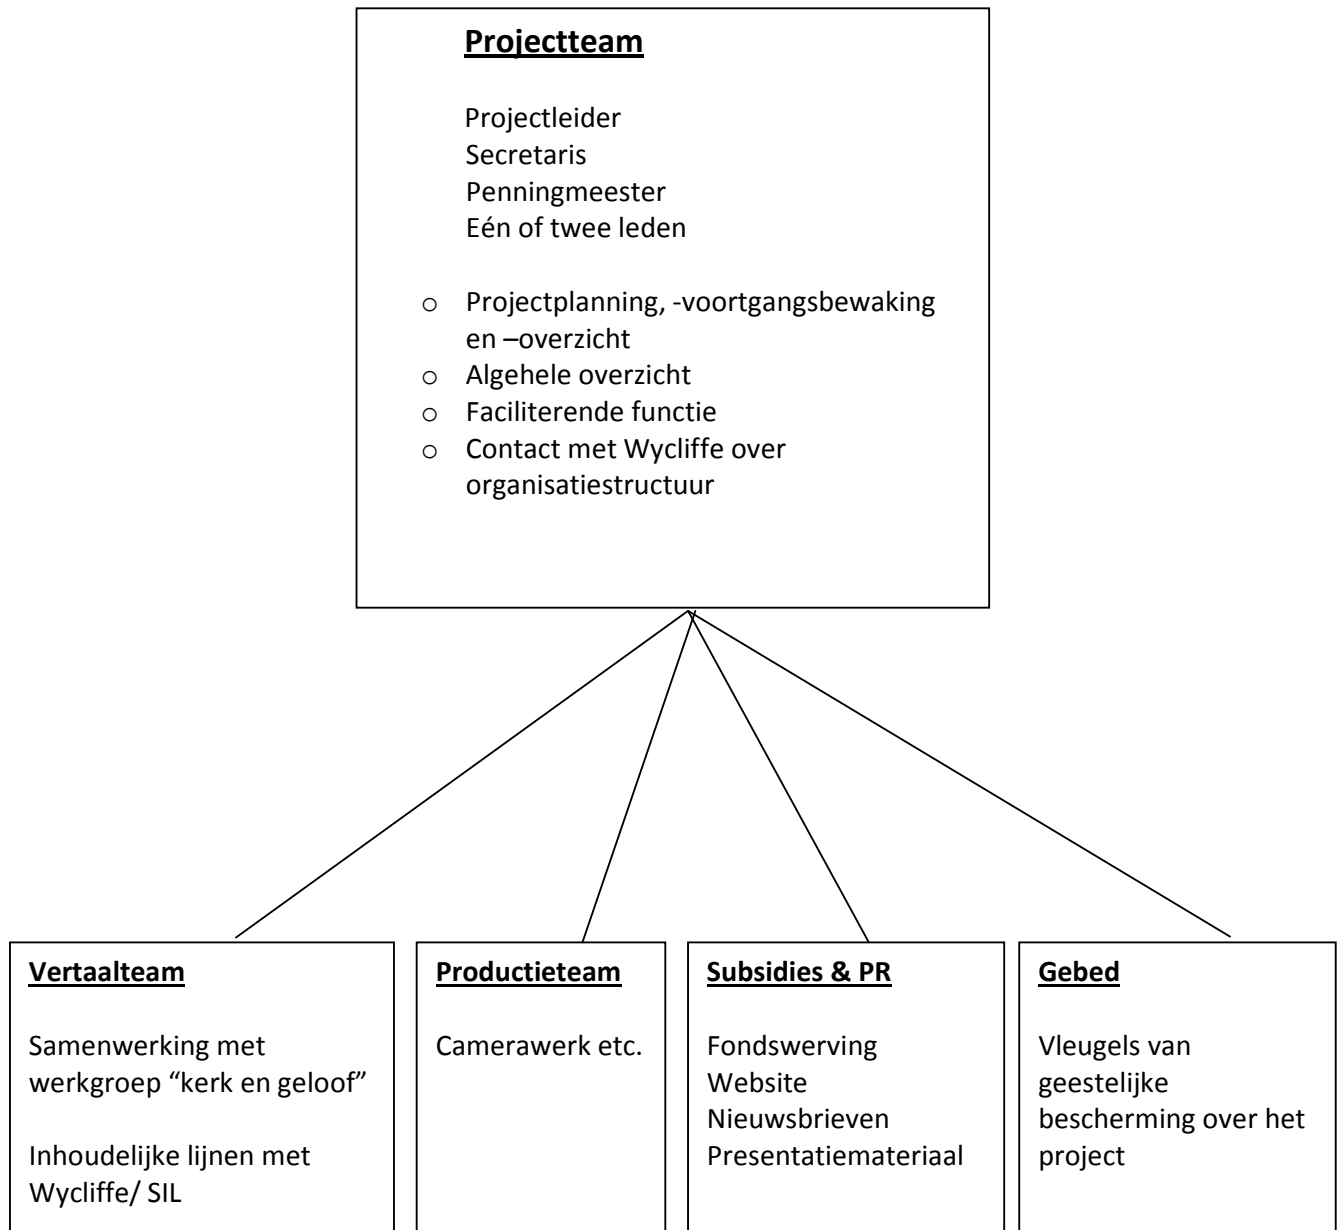 Projectteam
Projectleider
Secretaris
Penningmeester
Eén of twee leden
o Projectplanning, -voortgangsbewaking
en –overzicht
o Algehele overzicht
o Faciliterende functie
o Contact met Wycliffe over
organisatiestructuur
Vertaalteam
Samenwerking met
werkgroep “kerk en geloof”
Inhoudelijke lijnen met
Wycliffe/ SIL
Productieteam
Camerawerk etc.
Subsidies & PR
Fondswerving
Website
Nieuwsbrieven
Presentatiemateriaal
Gebed
Vleugels van
geestelijke
bescherming over het
project